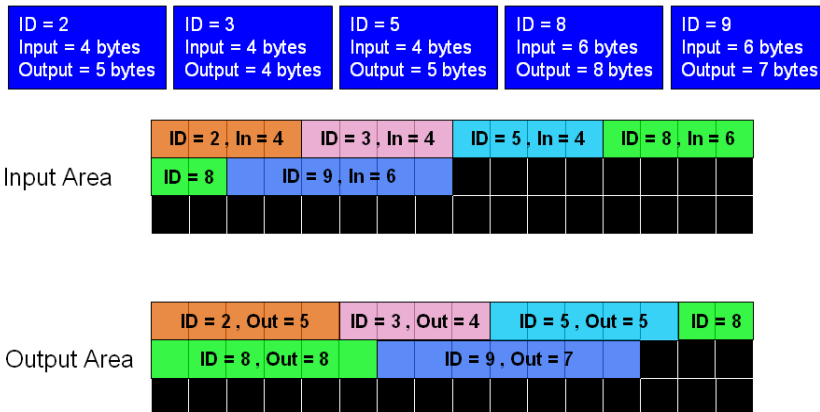 ID = 2
Input = 4 bytes
Output = 5 bytes
ID = 3
Input = 4 bytes
Output = 4 bytes
ID = 5
Input = 4 bytes
Output = 5 bytes
ID = 8
Input = 6 bytes
Output = 8 bytes
ID = 9
Input = 6 bytes
Output = 7 bytes
Input Area
ID = 2 , In = 4
ID = 3 , In = 4
ID = 5 , In = 4
ID = 8 , In = 6
ID = 8
ID = 9 , In = 6
Output Area
ID = 2 , Out = 5
ID = 3 , Out = 4
ID = 5 , Out = 5
ID = 8
ID = 8 , Out = 8
ID = 9 , Out = 7